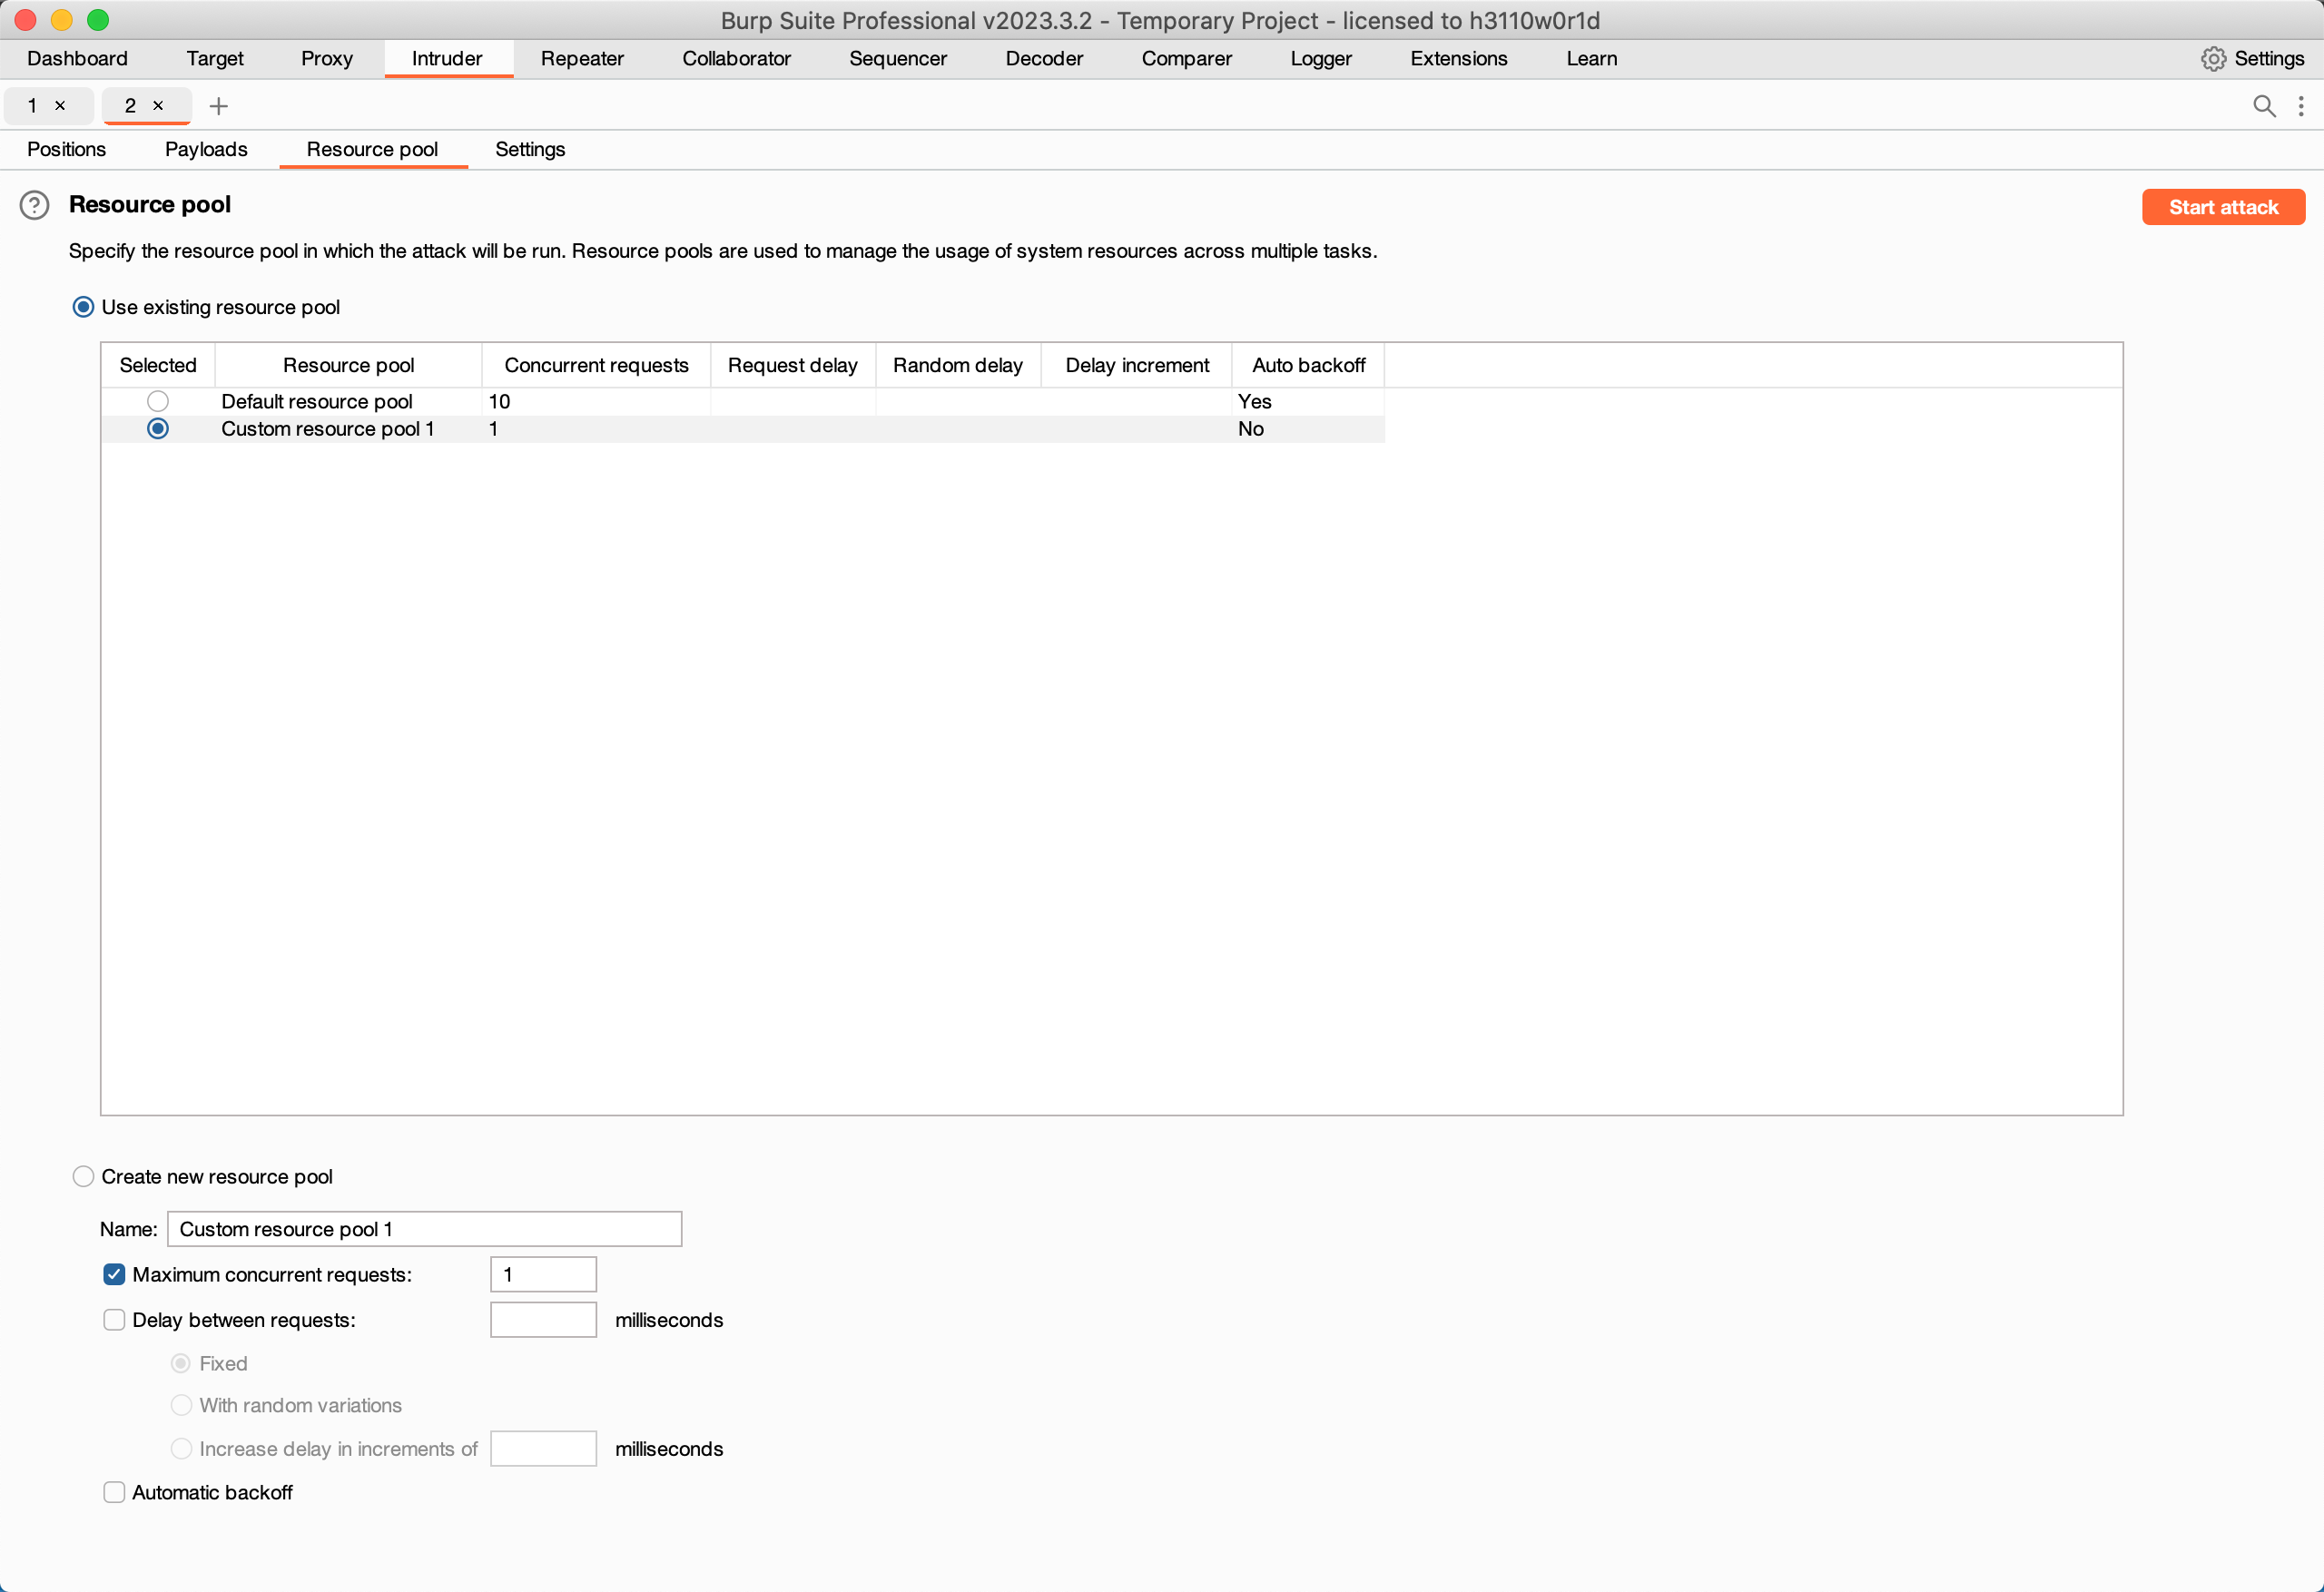 Burp Suite Professional v2023.3.2 - Temporary Project - licensed to h3110w0r1d
Dashboard Target Proxy Intruder Repeater Collaborator Sequencer Decoder Comparer Logger Extensions Learn Settings
1 × 2 × +
Positions Payloads Resource pool Settings
? Resource pool Start attack
Specify the resource pool in which the attack will be run. Resource pools are used to manage the usage of system resources across multiple tasks.
Use existing resource pool
Selected Resource pool Concurrent requests Request delay Random delay Delay increment Auto backoff
Default resource pool 10 Yes
Custom resource pool 1 1 No
Create new resource pool
Name: Custom resource pool 1
Maximum concurrent requests: 1
Delay between requests: milliseconds
Fixed
With random variations
Increase delay in increments of milliseconds
Automatic backoff